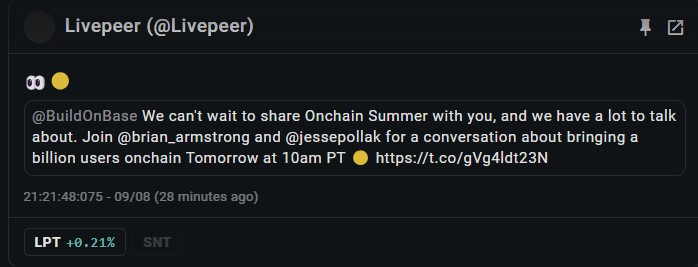 Livepeer (@Livepeer)
👀 🟡
@BuildOnBase We can't wait to share Onchain Summer with you, and we have a lot to talk
about. Join @brian_armstrong and @jessepollak for a conversation about bringing a
billion users onchain Tomorrow at 10am PT 🟡 https://t.co/gVg4ldt23N
21:21:48:075 - 09/08 (28 minutes ago)
LPT +0.21% SNT